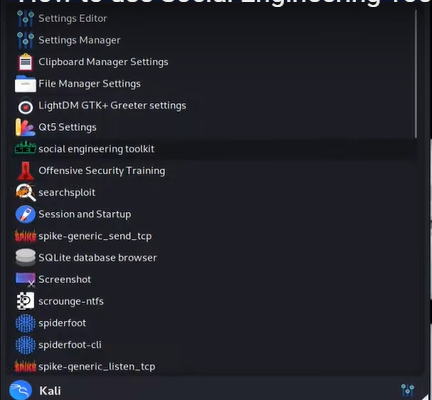 How to use Social Engineering Too
Settings Editor
Settings Manager
Clipboard Manager Settings
File Manager Settings
LightDM GTK+ Greeter settings
Qt5 Settings
social engineering toolkit
Offensive Security Training
searchsploit
Session and Startup
spike-generic_send_tcp
SQLite database browser
Screenshot
scrounge-ntfs
spiderfoot
spiderfoot-cli
spike-generic_listen_tcp
Kali